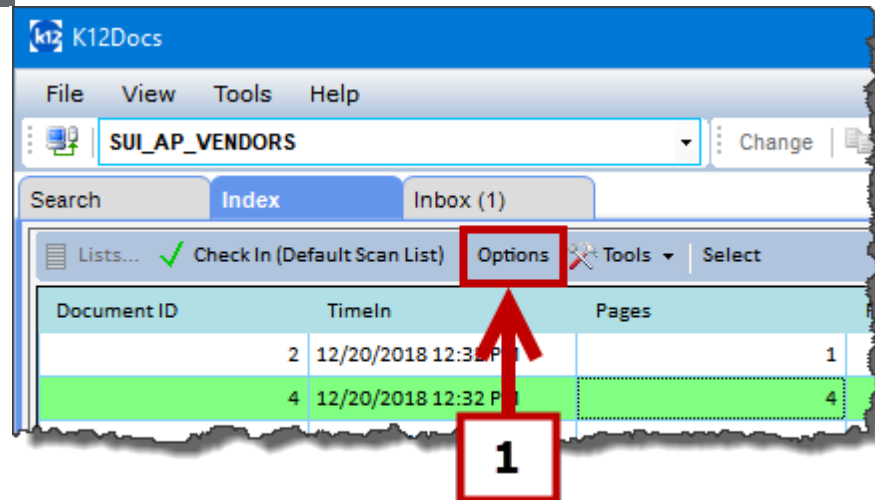 k12 K12Docs
File View Tools Help
SUI_AP_VENDORS Change
Search Index Inbox (1)
Lists... Check In (Default Scan List) Options Tools Select
Document ID TimeIn Pages
2 12/20/2018 12:32 PM 1
4 12/20/2018 12:32 PM 4
1